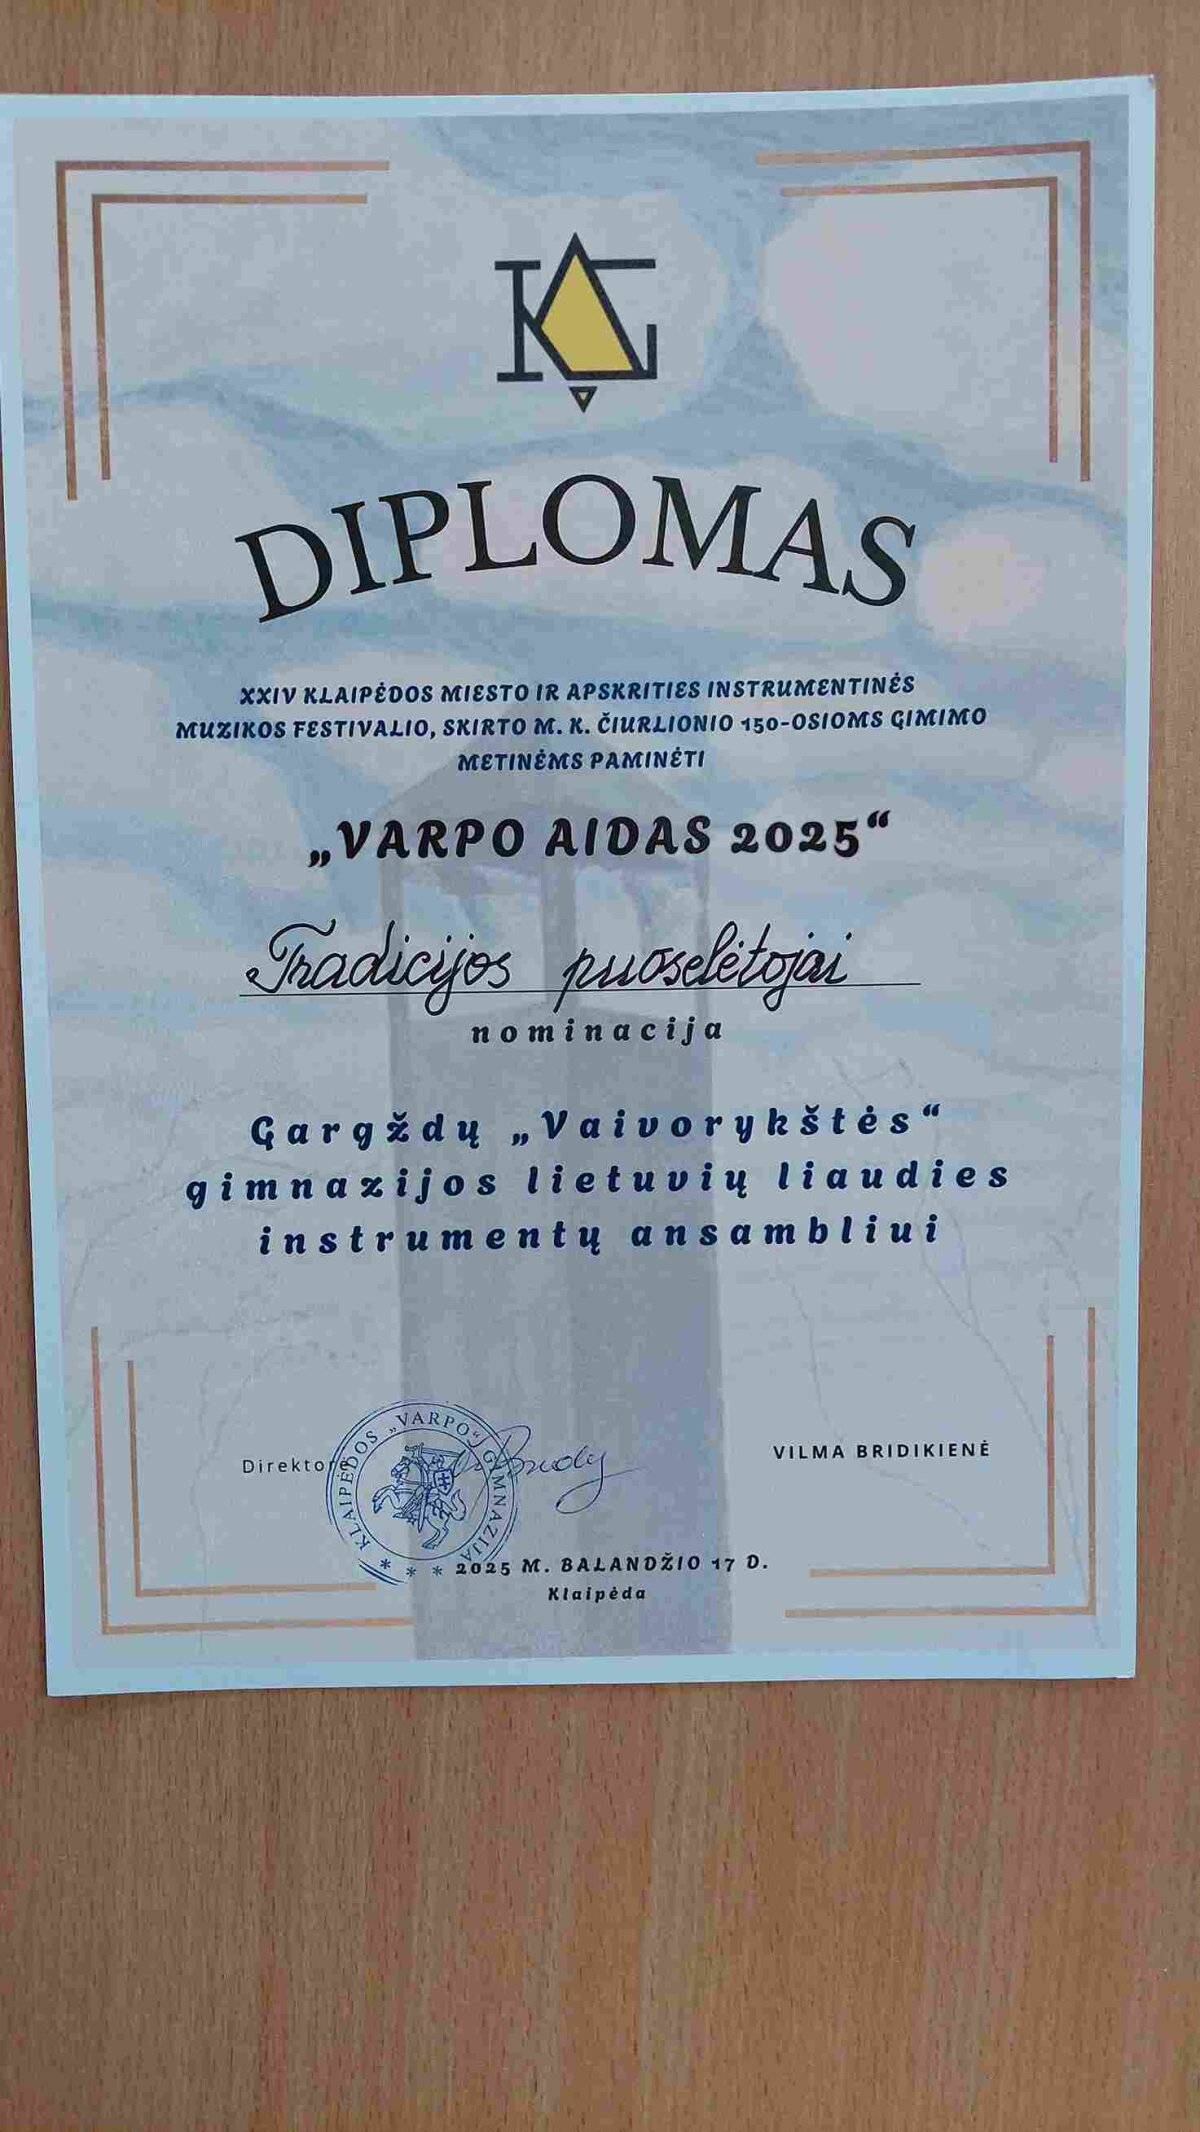 KG
DIPLOMAS
XXIV KLAIPĖDOS MIESTO IR APSKRITIES INSTRUMENTINĖS
MUZIKOS FESTIVALIO, SKIRTO M. K. ČIURLIONIO 150-OSIOMS GIMIMO
METINĖMS PAMINĖTI
„VARPO AIDAS 2025“
Tradicijos puoselėtojai
nominacija
Gargždų „Vaivorykštės“
gimnazijos lietuvių liaudies
instrumentų ansambliui
VILMA BRIDIKIENĖ
KLAIPĖDOS „VARPO“ GIMNAZIJA
2025 M. BALANDŽIO 17 D.
Klaipėda